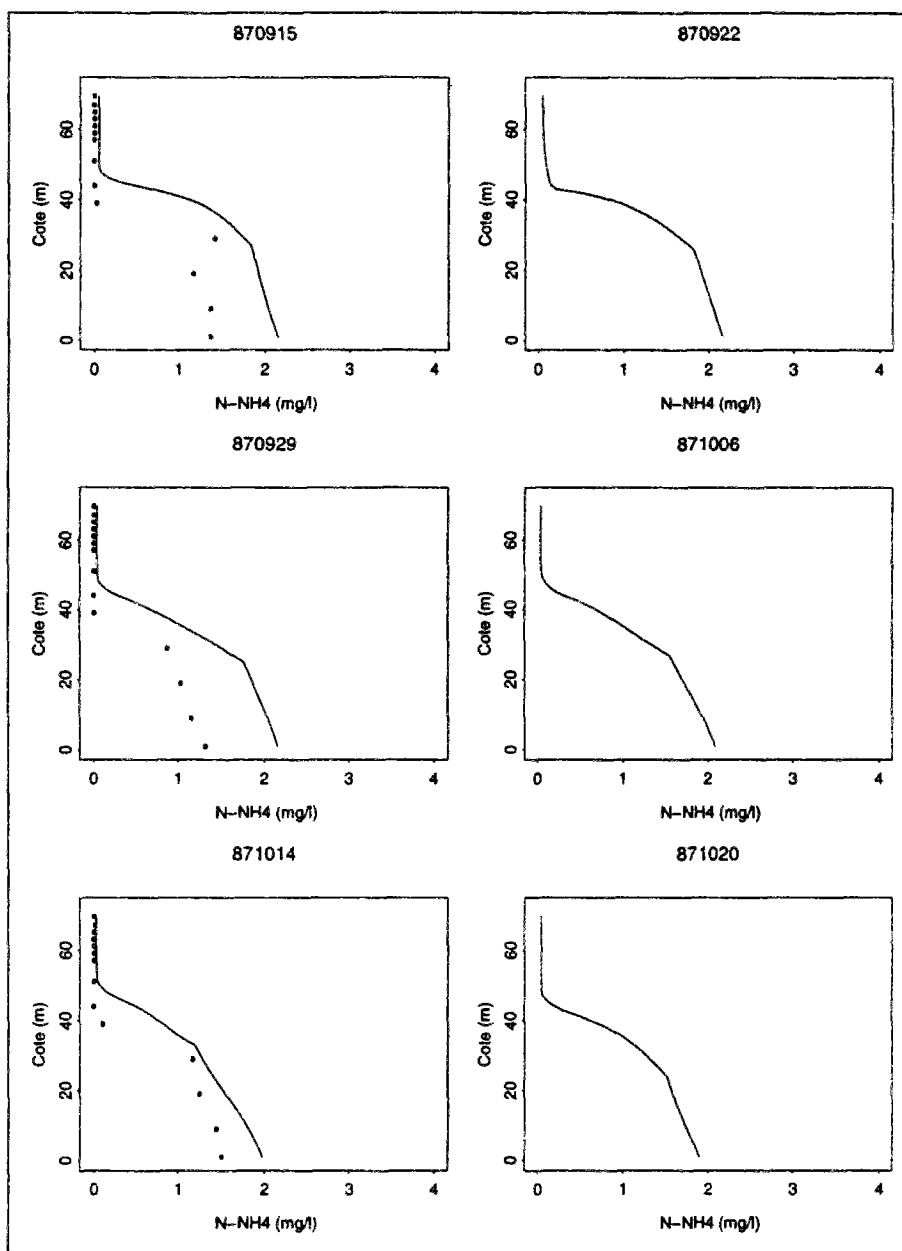 870915
870922
Cote (m)
60
40
20
0
0 1 2 3 4
N-NH4 (mg/l)
Cote (m)
60
40
20
0
0 1 2 3 4
N-NH4 (mg/l)
870929
871006
Cote (m)
60
40
20
0
0 1 2 3 4
N-NH4 (mg/l)
Cote (m)
60
40
20
0
0 1 2 3 4
N-NH4 (mg/l)
871014
871020
Cote (m)
60
40
20
0
0 1 2 3 4
N-NH4 (mg/l)
Cote (m)
60
40
20
0
0 1 2 3 4
N-NH4 (mg/l)